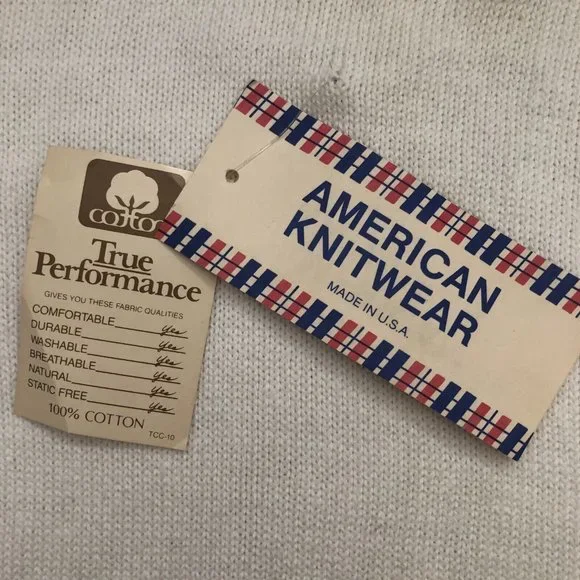 cotton
True
Performance
GIVES YOU THESE FABRIC QUALITIES
COMFORTABLE yes
DURABLE yes
WASHABLE yes
BREATHABLE yes
NATURAL yes
STATIC FREE yes
100% COTTON
TCC-10
AMERICAN
KNITWEAR
MADE IN U.S.A.